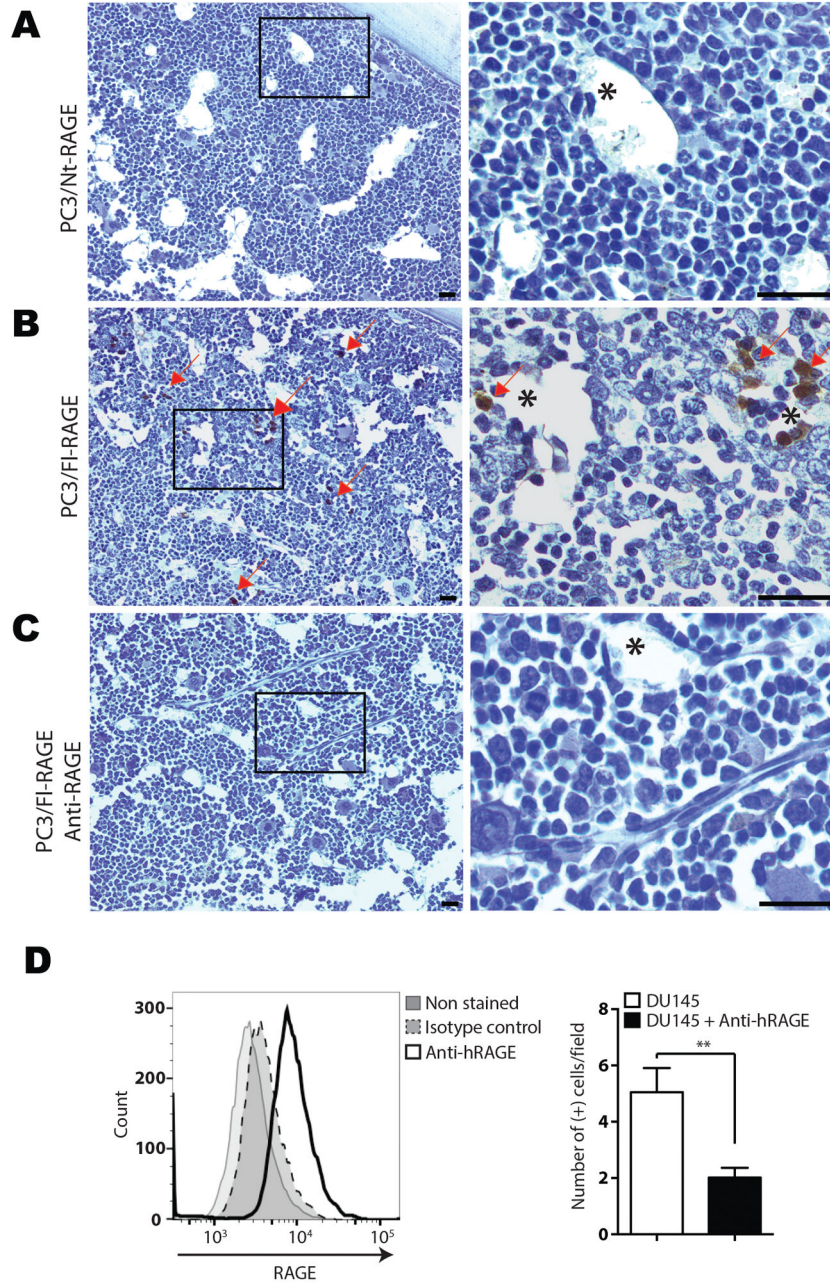 A
PC3/Nt-RAGE
*
B
PC3/Fl-RAGE
*
*
C
PC3/Fl-RAGE
Anti-RAGE
*
D
300
200
100
0
Count
10³
10⁴
10⁵
RAGE
Non stained
Isotype control
Anti-hRAGE
DU145
DU145 + Anti-hRAGE
**
8
6
4
2
0
Number of (+) cells/field